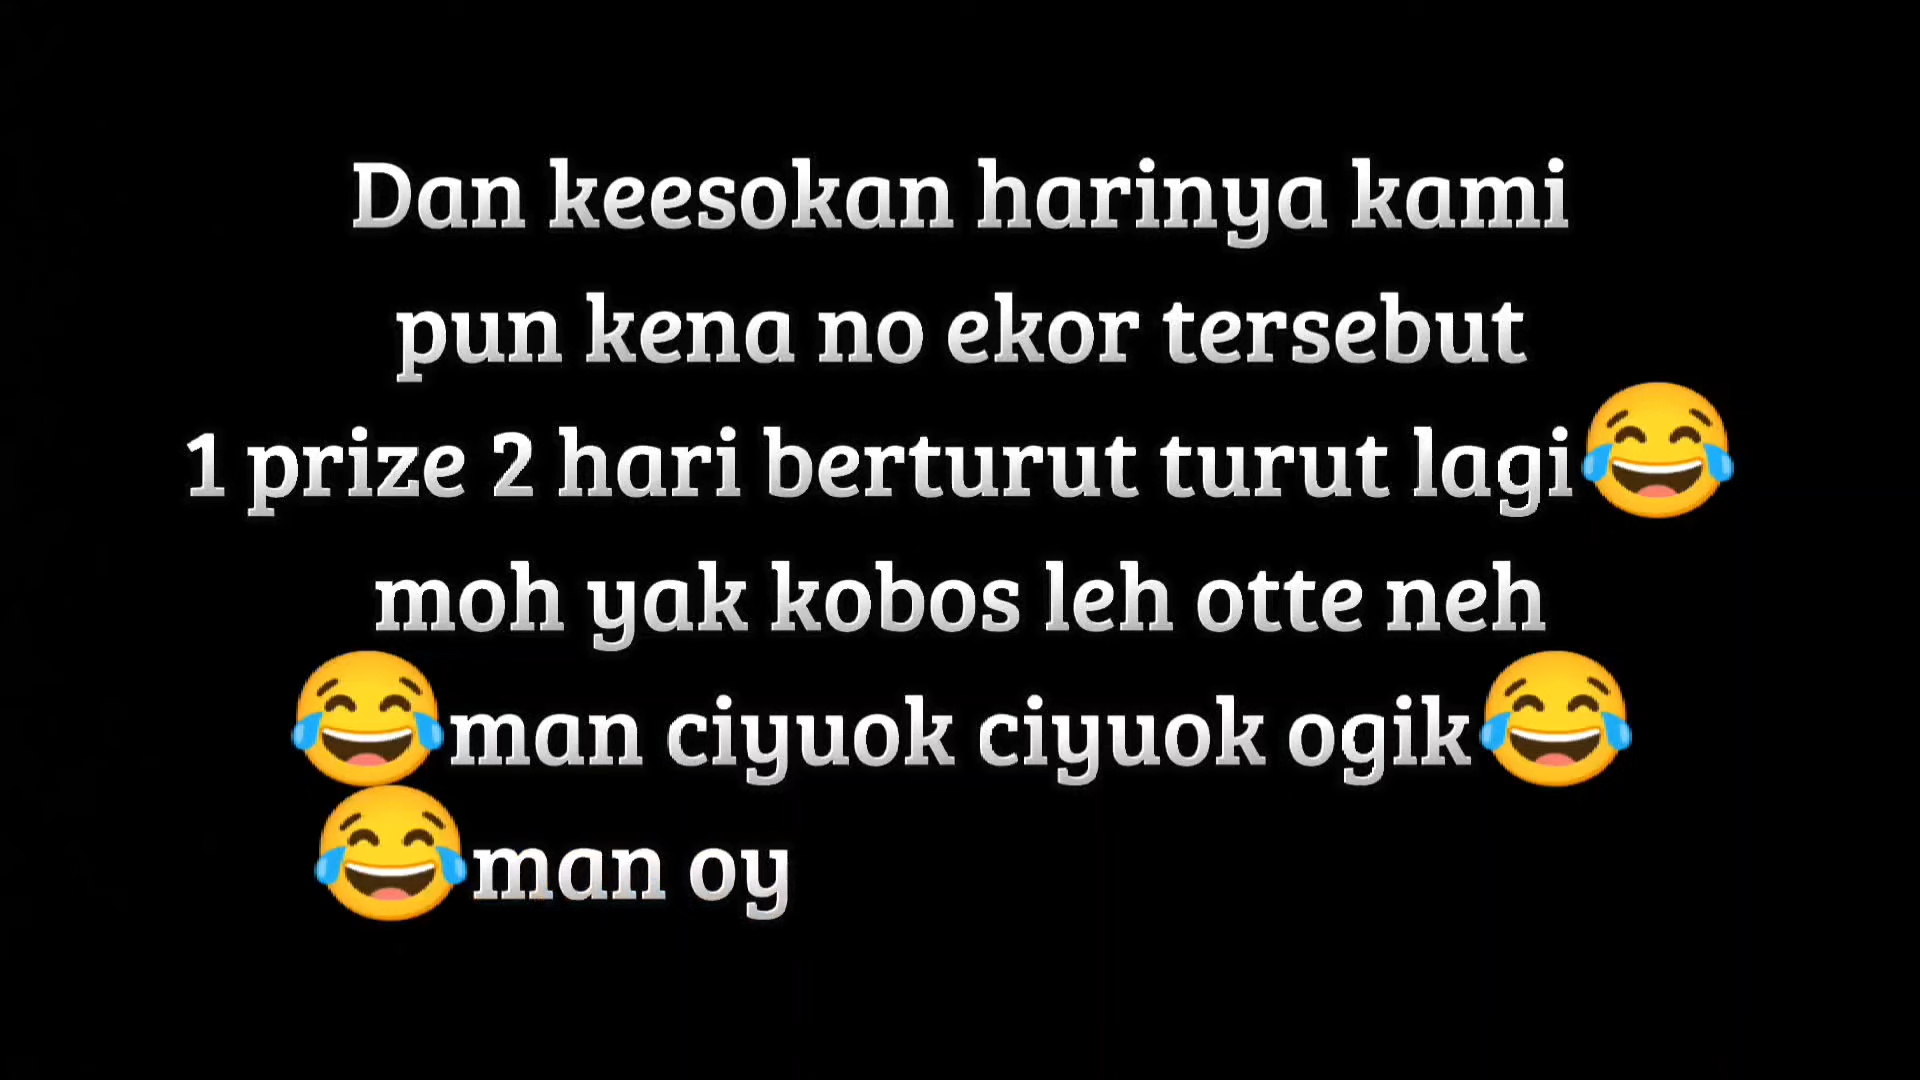 Dan keesokan harinya kami
pun kena no ekor tersebut
1 prize 2 hari berturut turut lagi😂
moh yak kobos leh otte neh
😂man ciyuok ciyuok ogik😂
😂man oy